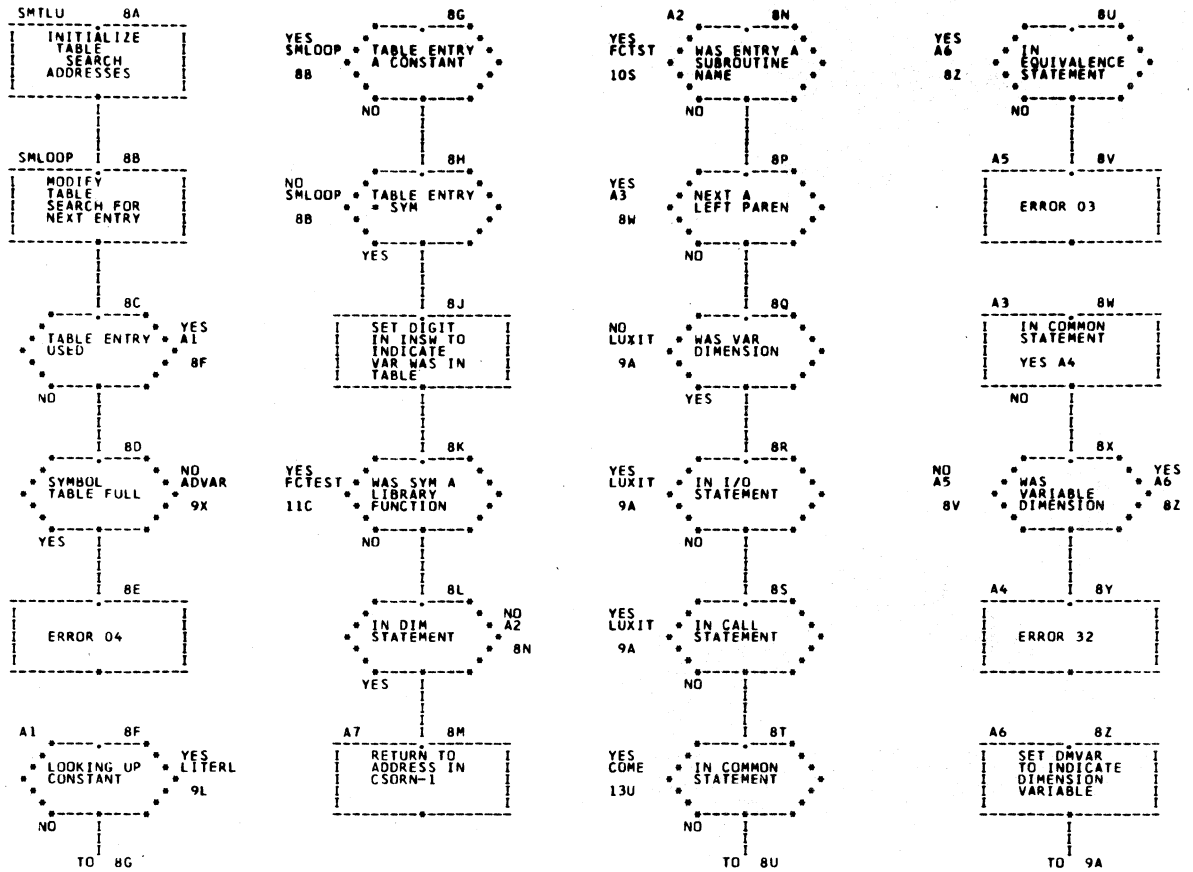 SMTLU 8A
INITIALIZE
TABLE
SEARCH
ADDRESSES
SMLOOP 8B
MODIFY
TABLE
SEARCH FOR
NEXT ENTRY
8C
TABLE ENTRY
USED
YES
A1
8F
NO
8D
SYMBOL
TABLE FULL
NO
ADVAR
9X
YES
8E
ERROR 04
A1 8F
LOOKING UP
CONSTANT
YES
LITERL
9L
NO
TO 8G
8G
YES
SMLOOP
8B
TABLE ENTRY
A CONSTANT
NO
8H
NO
SMLOOP
8B
TABLE ENTRY
= SYM
YES
8J
SET DIGIT
IN INSW TO
INDICATE
VAR WAS IN
TABLE
8K
YES
FCTEST
11C
WAS SYM A
LIBRARY
FUNCTION
NO
8L
IN DIM
STATEMENT
NO
A2
8N
YES
A7 8M
RETURN TO
ADDRESS IN
CSDRN-1
A2 8N
YES
FCTST
10S
WAS ENTRY A
SUBROUTINE
NAME
NO
8P
YES
A3
8W
NEXT A
LEFT PAREN
NO
8Q
NO
LUXIT
9A
WAS VAR
DIMENSION
YES
8R
YES
LUXIT
9A
IN I/O
STATEMENT
NO
8S
YES
LUXIT
9A
IN CALL
STATEMENT
NO
8T
YES
COME
13U
IN COMMON
STATEMENT
NO
TO 8U
8U
YES
A6
8Z
IN
EQUIVALENCE
STATEMENT
NO
A5 8V
ERROR 03
A3 8W
IN COMMON
STATEMENT
YES A4
NO
8X
NO
A5
8V
WAS
VARIABLE
DIMENSION
YES
A6
8Z
A4 8Y
ERROR 32
A6 8Z
SET DMVAR
TO INDICATE
DIMENSION
VARIABLE
TO 9A